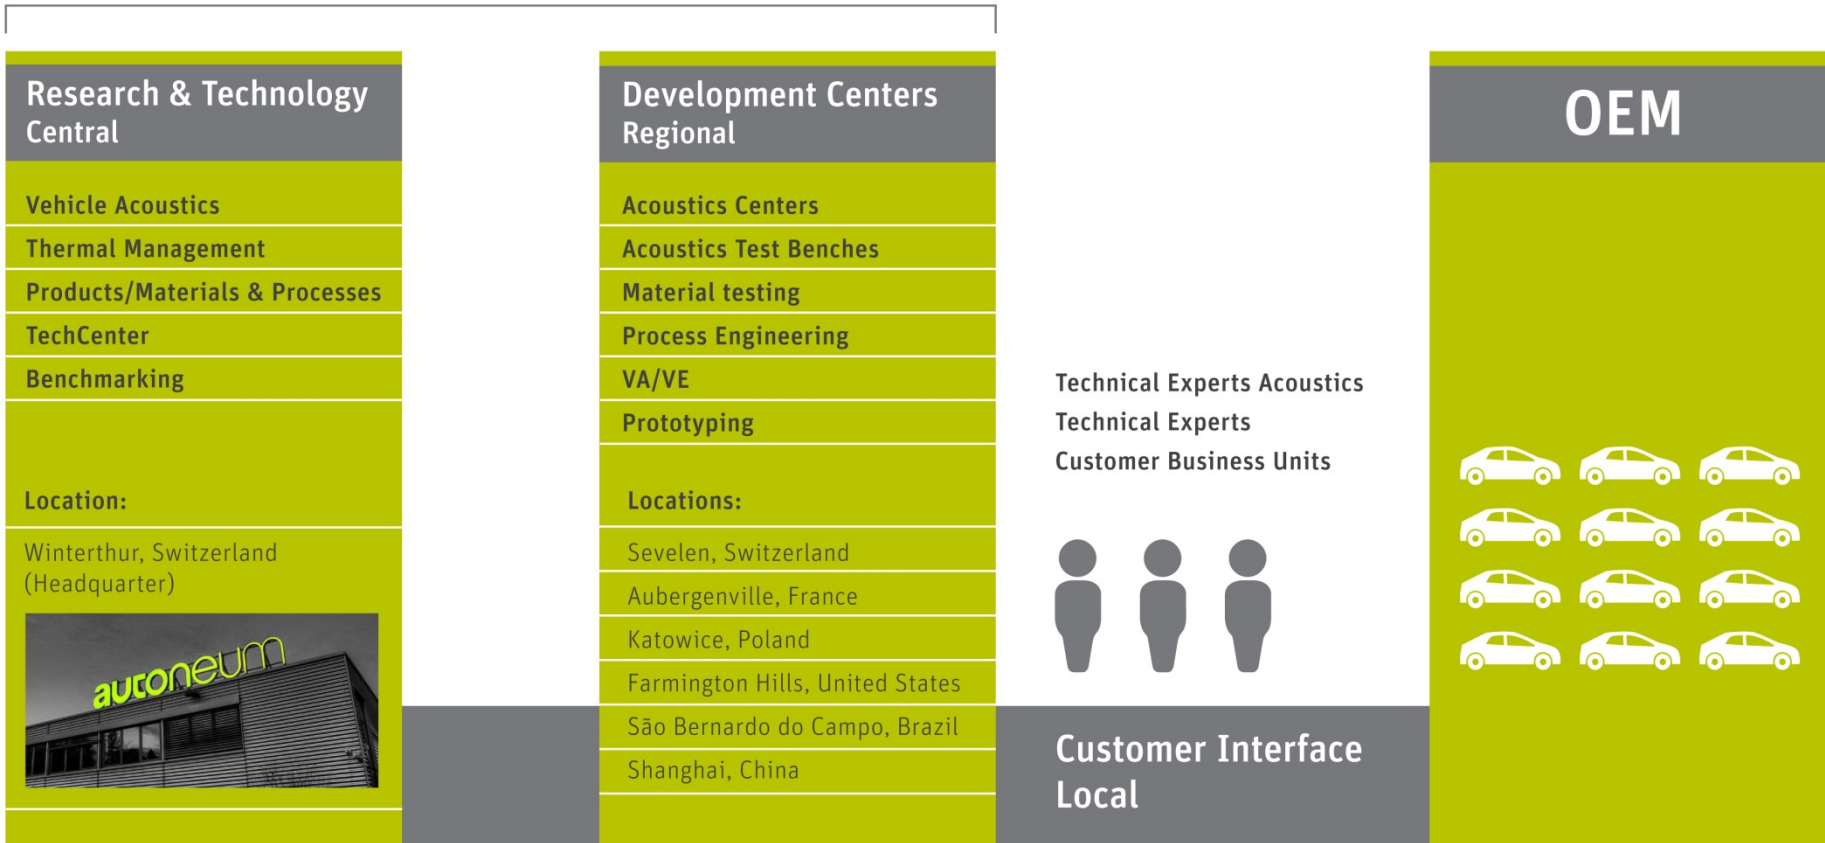 Research & Technology
Central
Vehicle Acoustics
Thermal Management
Products/Materials & Processes
TechCenter
Benchmarking
Location:
Winterthur, Switzerland
(Headquarter)
autoneum
Development Centers
Regional
Acoustics Centers
Acoustics Test Benches
Material testing
Process Engineering
VA/VE
Prototyping
Locations:
Sevelen, Switzerland
Aubergenville, France
Katowice, Poland
Farmington Hills, United States
São Bernardo do Campo, Brazil
Shanghai, China
Technical Experts Acoustics
Technical Experts
Customer Business Units
Customer Interface
Local
OEM